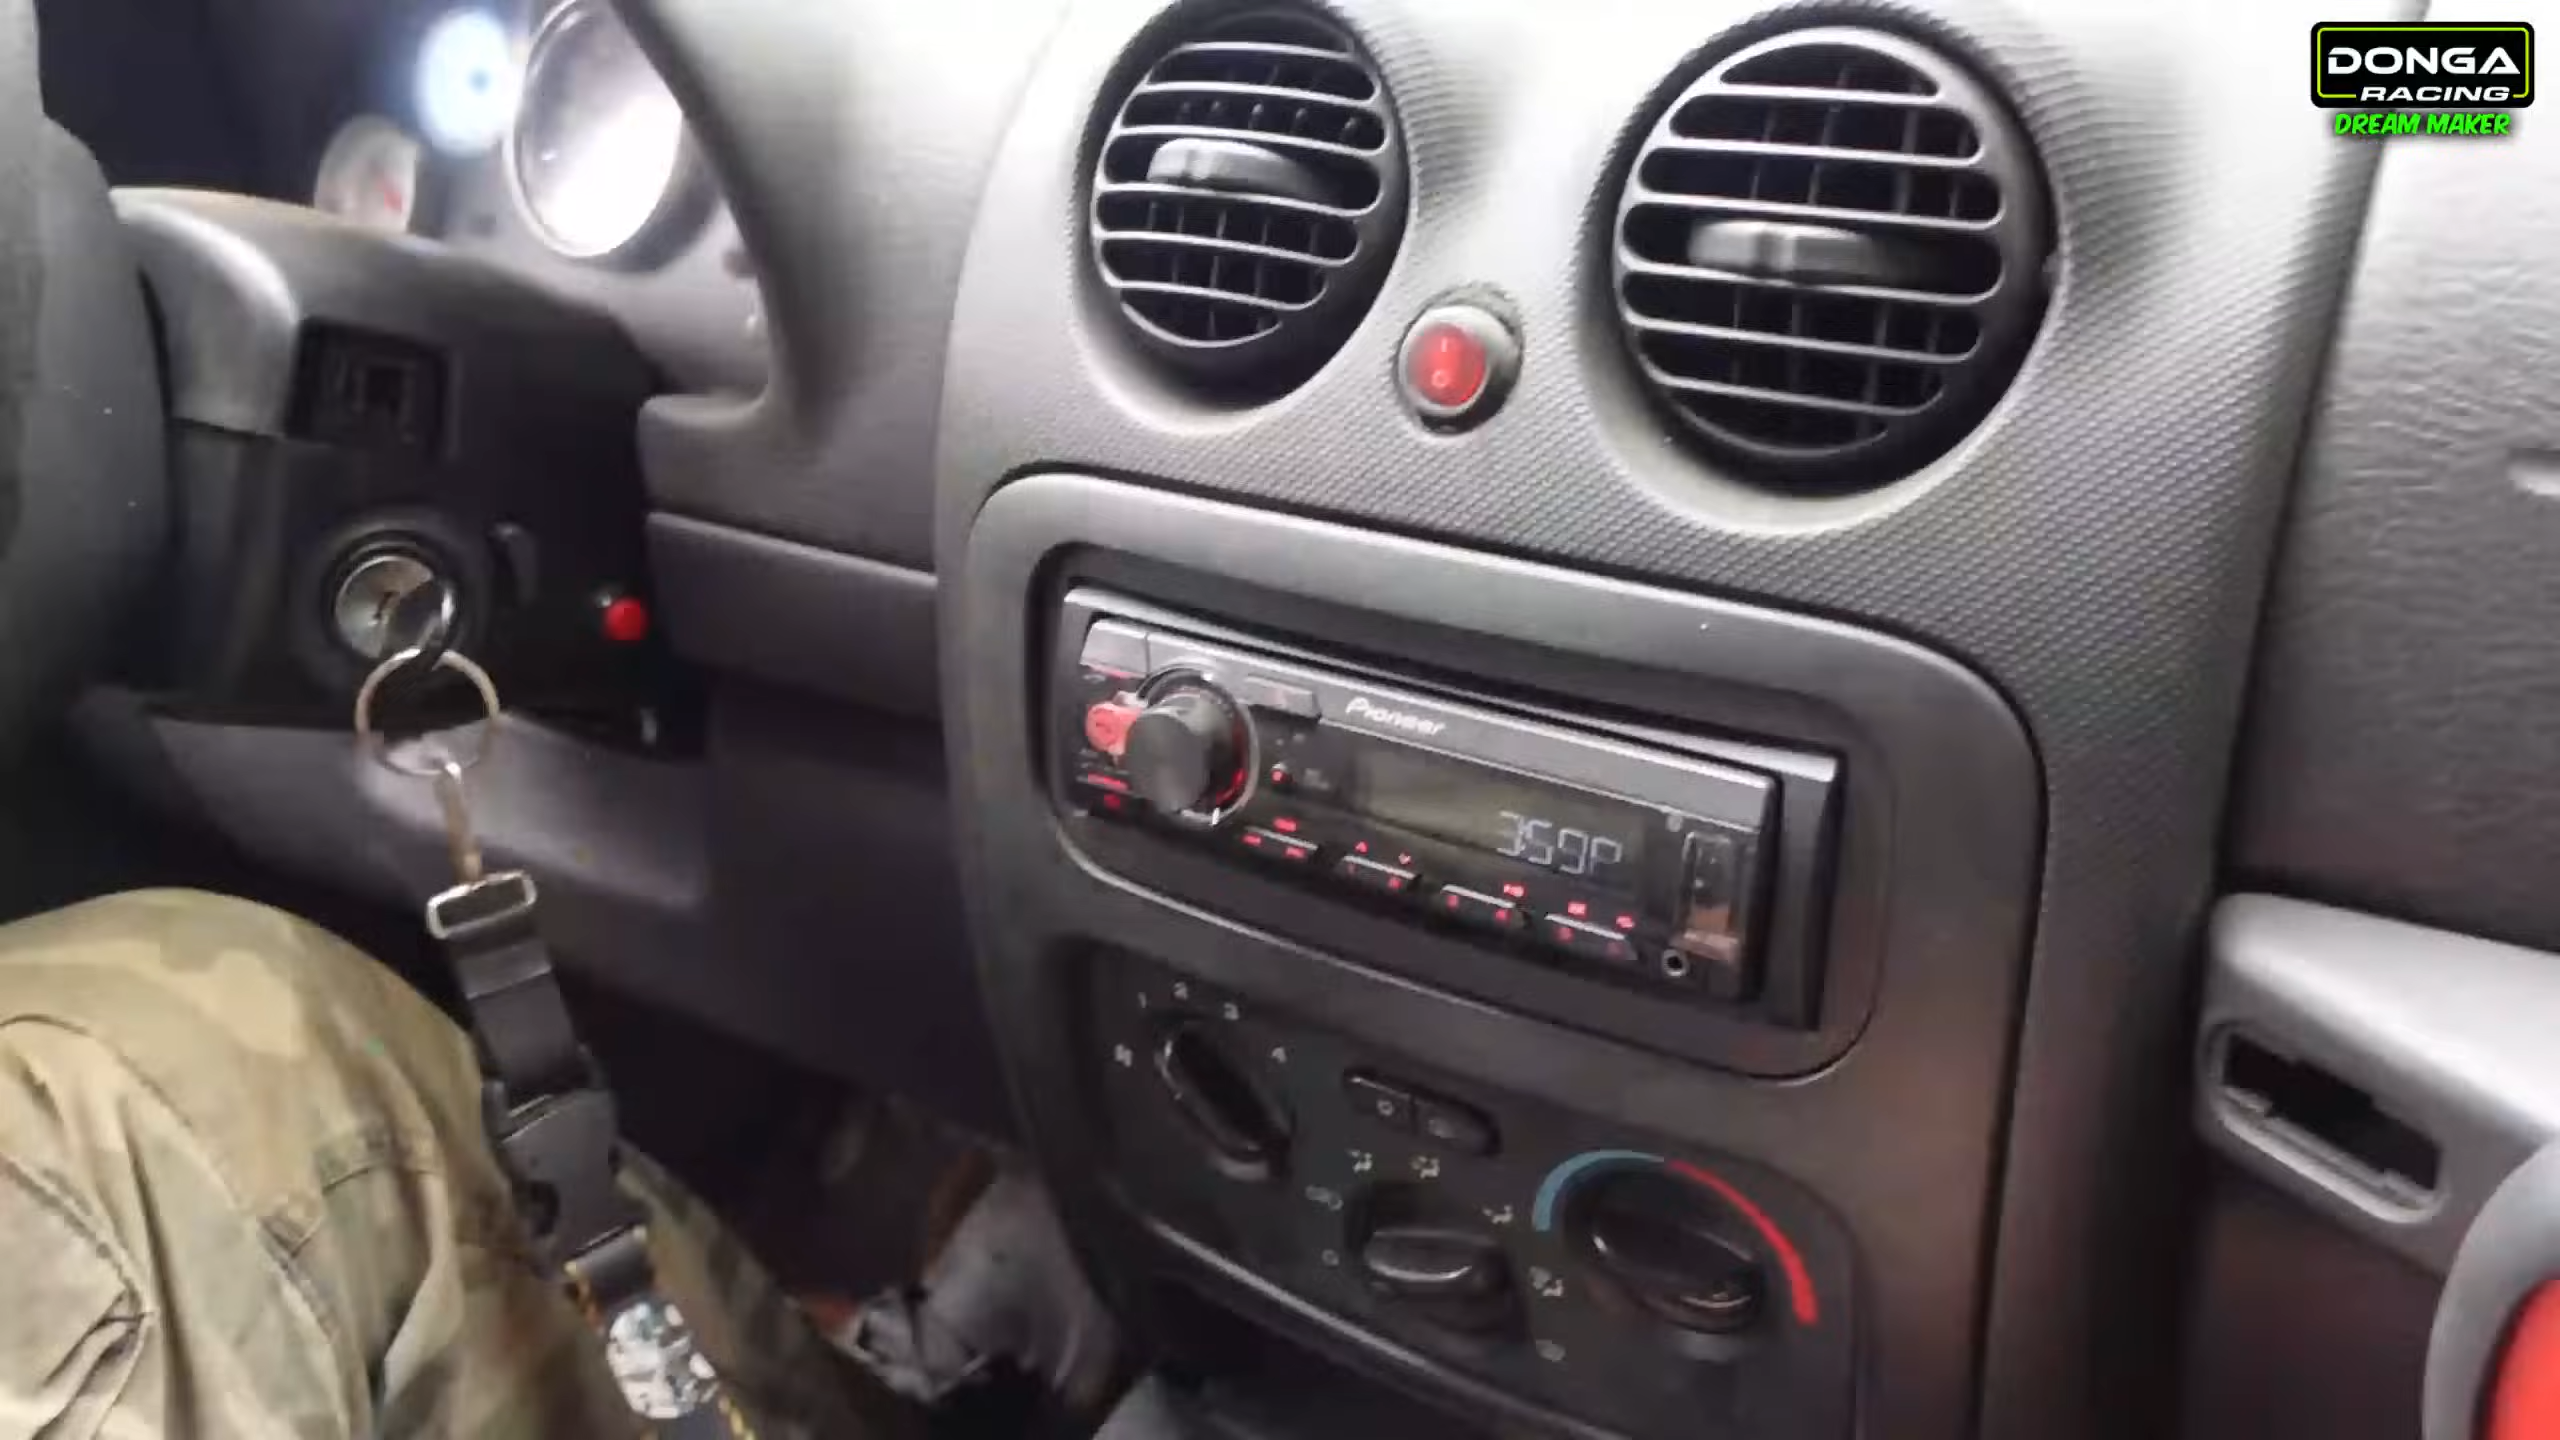 DONGA
RACING
DREAM MAKER
I
O
Pioneer
3:59P
1 2 3 4